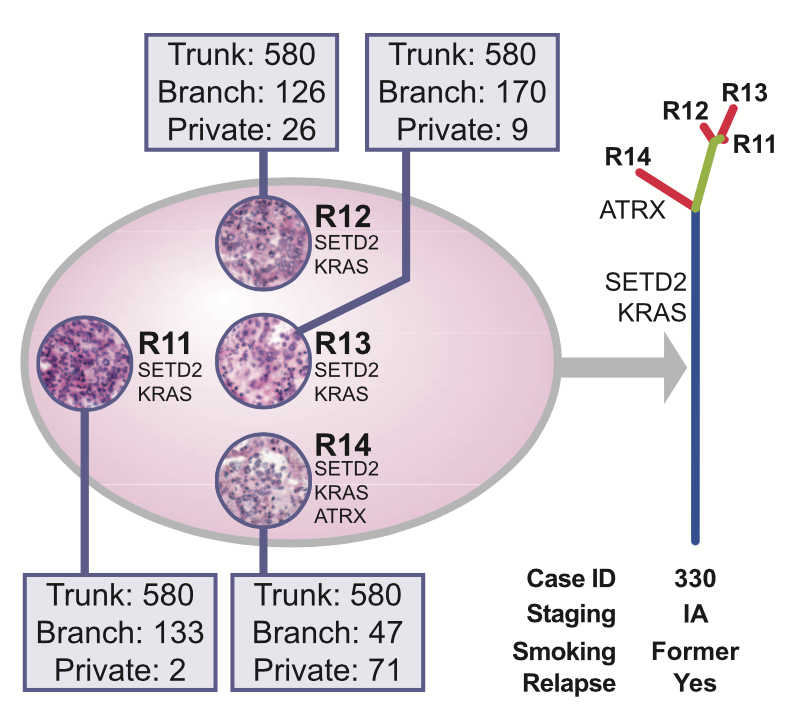 Trunk: 580
Branch: 126
Private: 26
Trunk: 580
Branch: 170
Private: 9
R12
SETD2
KRAS
R11
SETD2
KRAS
R13
SETD2
KRAS
R14
SETD2
KRAS
ATRX
Trunk: 580
Branch: 133
Private: 2
Trunk: 580
Branch: 47
Private: 71
R13
R12
R11
R14
ATRX
SETD2
KRAS
Case ID 330
Staging IA
Smoking Former
Relapse Yes